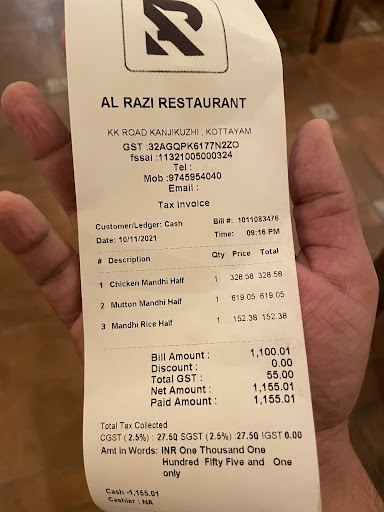 AL RAZI RESTAURANT
KK ROAD KANJIKUZHI , KOTTAYAM
GST :32AGQPK6177N2ZO
fssai :11321005000324
Tel :
Mob :9745954040
Email :
Tax invoice
Customer/Ledger: Cash Bill #: 1011083476
Date: 10/11/2021 Time: 09:16 PM
# Description Qty Price Total
1 Chicken Mandhi Half 1 328.58 328.58
2 Mutton Mandhi Half 1 619.05 619.05
3 Mandhi Rice Half 1 152.38 152.38
Bill Amount : 1,100.01
Discount : 0.00
Total GST : 55.00
Net Amount : 1,155.01
Paid Amount : 1,155.01
Total Tax Collected
CGST (2.5%) : 27.50 SGST (2.5%) :27.50 IGST 0.00
Amt in Words: INR One Thousand One
Hundred Fifty Five and One
only
Cash -1,155.01
Cashier : NA